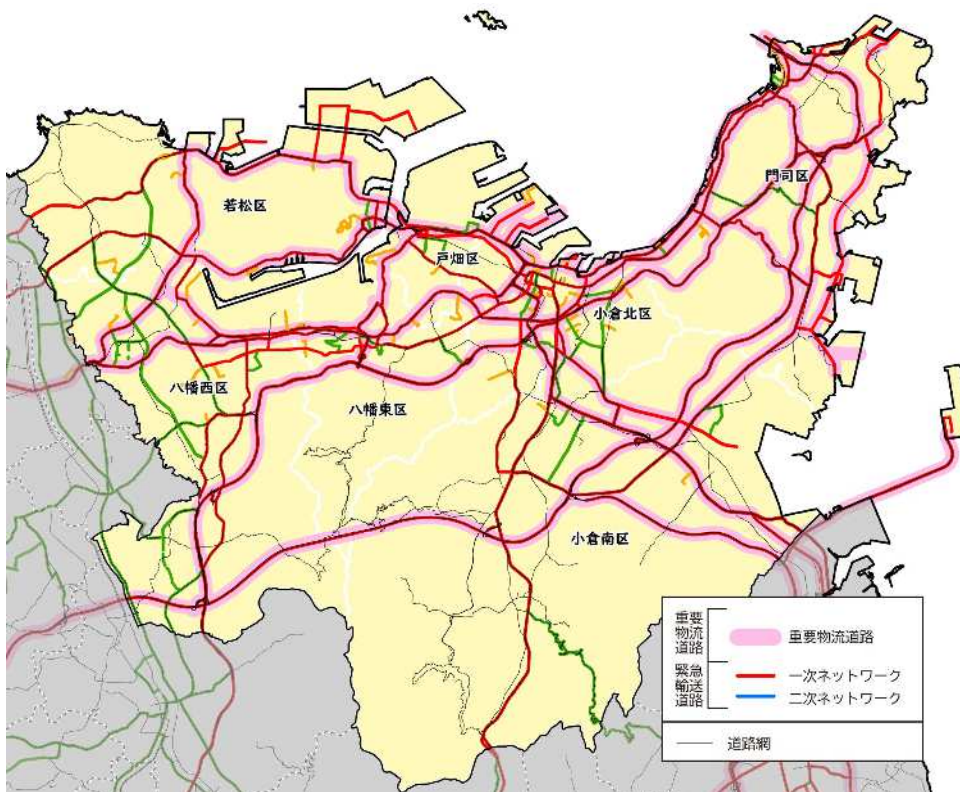 門司区
若松区
戸畑区
小倉北区
八幡西区
八幡東区
小倉南区
重要
物流
道路
重要物流道路
緊急
輸送
道路
一次ネットワーク
二次ネットワーク
道路網